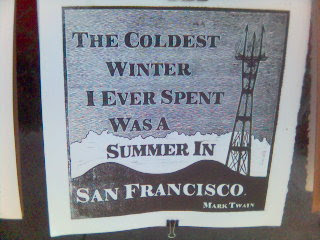 The Coldest
Winter
I Ever Spent
Was a
Summer In
San Francisco.
Mark Twain